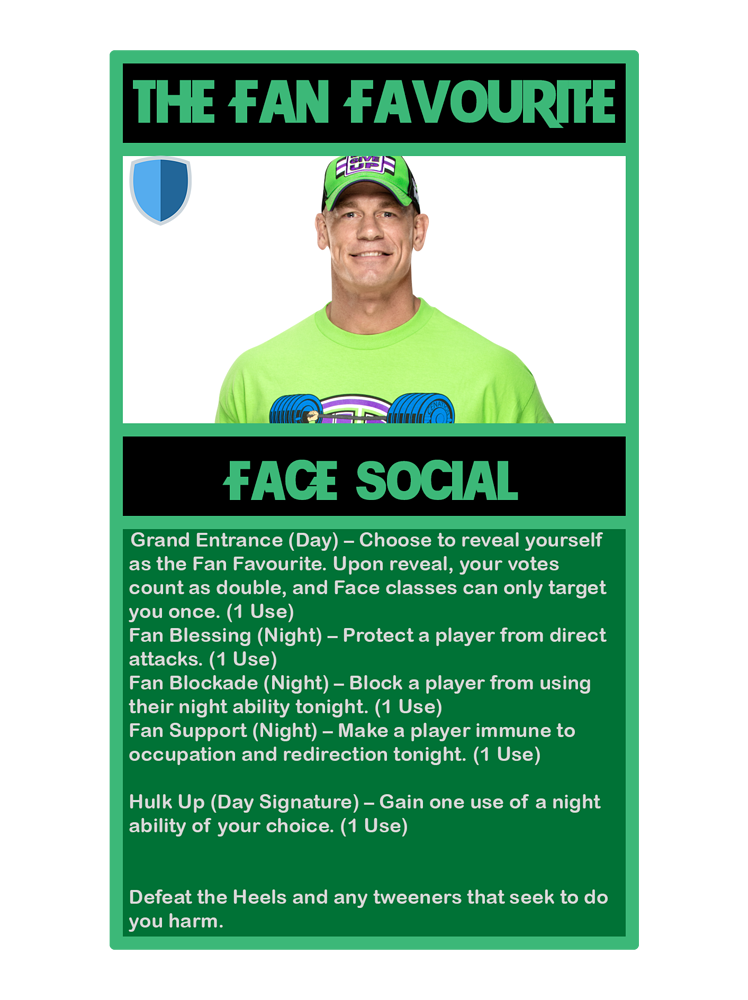 THE FAN FAVOURITE
GIVE
UP
FACE SOCIAL
Grand Entrance (Day) – Choose to reveal yourself
as the Fan Favourite. Upon reveal, your votes
count as double, and Face classes can only target
you once. (1 Use)
Fan Blessing (Night) – Protect a player from direct
attacks. (1 Use)
Fan Blockade (Night) – Block a player from using
their night ability tonight. (1 Use)
Fan Support (Night) – Make a player immune to
occupation and redirection tonight. (1 Use)
Hulk Up (Day Signature) – Gain one use of a night
ability of your choice. (1 Use)
Defeat the Heels and any tweeners that seek to do
you harm.